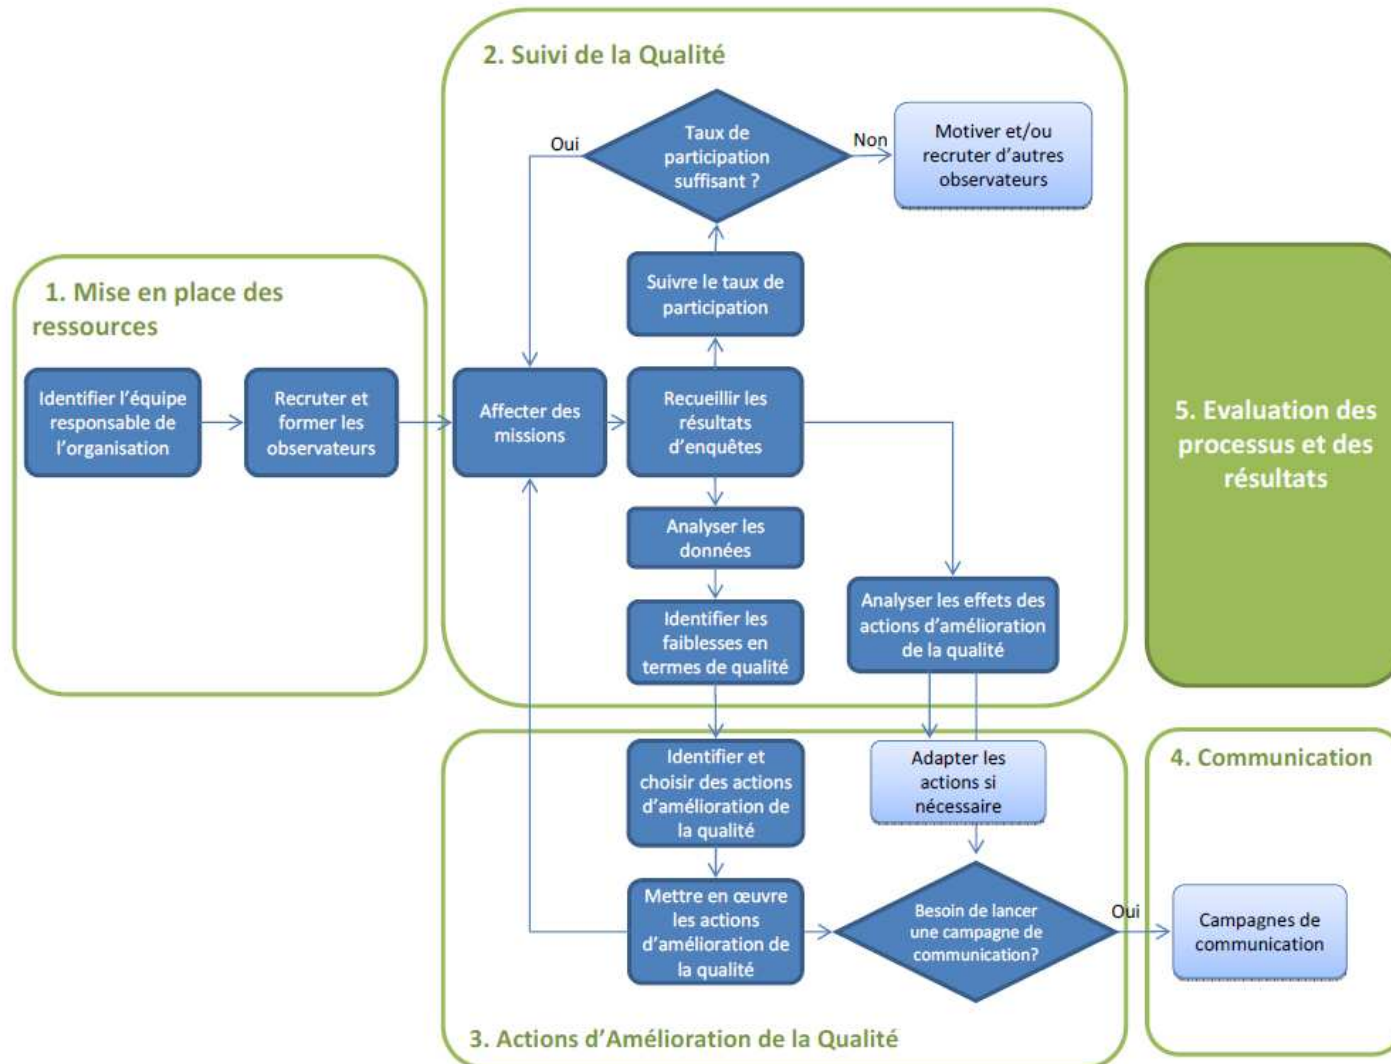 2. Suivi de la Qualité
Taux de
participation
suffisant ?
Oui
Non
Motiver et/ou
recruter d'autres
observateurs
Suivre le taux de
participation
1. Mise en place des
ressources
Identifier l'équipe
responsable de
l'organisation
Recruter et
former les
observateurs
Affecter des
missions
Recueillir les
résultats
d'enquêtes
5. Evaluation des
processus et des
résultats
Analyser les
données
Identifier les
faiblesses en
termes de qualité
Analyser les effets des
actions d'amélioration
de la qualité
Identifier et
choisir des actions
d'amélioration de
la qualité
Adapter les
actions si
nécessaire
4. Communication
Mettre en œuvre
les actions
d'amélioration de
la qualité
Besoin de lancer
une campagne de
communication?
Oui
Campagnes de
communication
3. Actions d'Amélioration de la Qualité